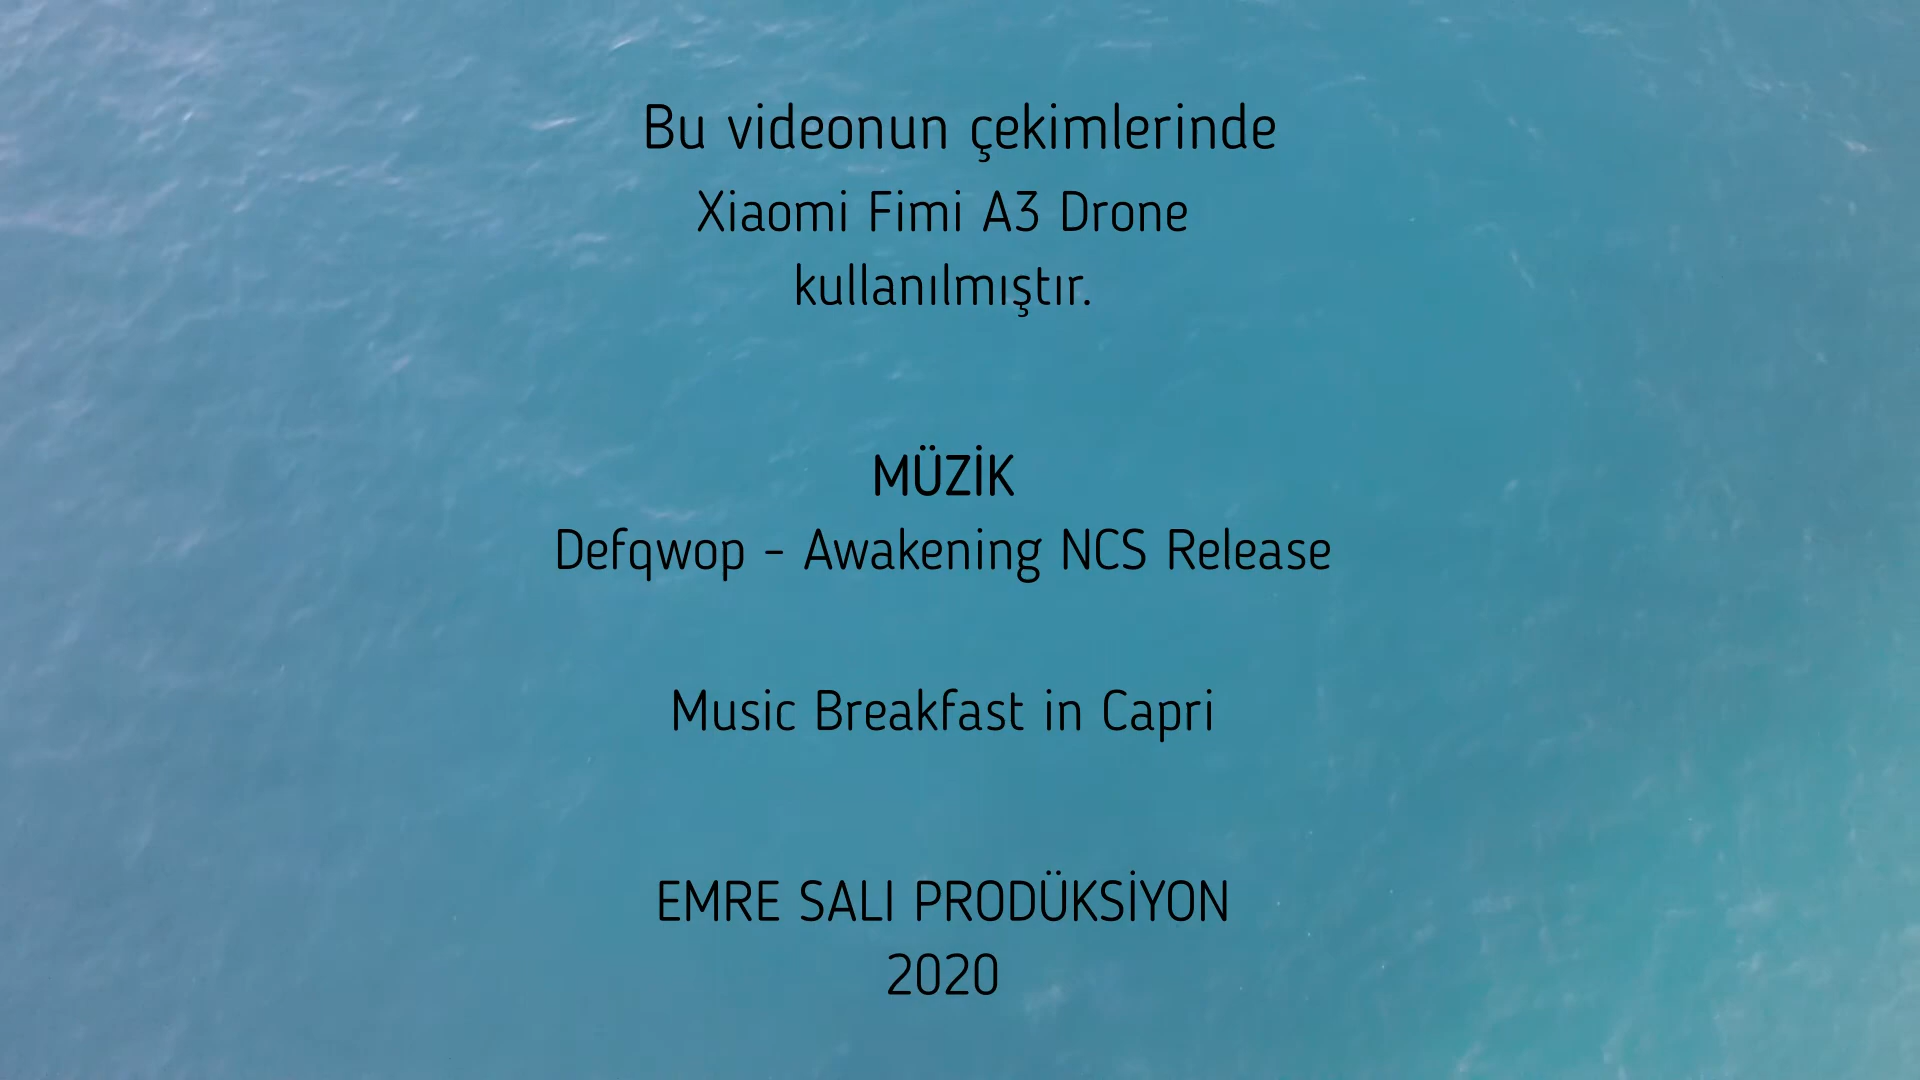 Bu videonun çekimlerinde
Xiaomi Fimi A3 Drone
kullanılmıştır.
MÜZİK
Defqwop - Awakening NCS Release
Music Breakfast in Capri
EMRE SALI PRODÜKSİYON
2020